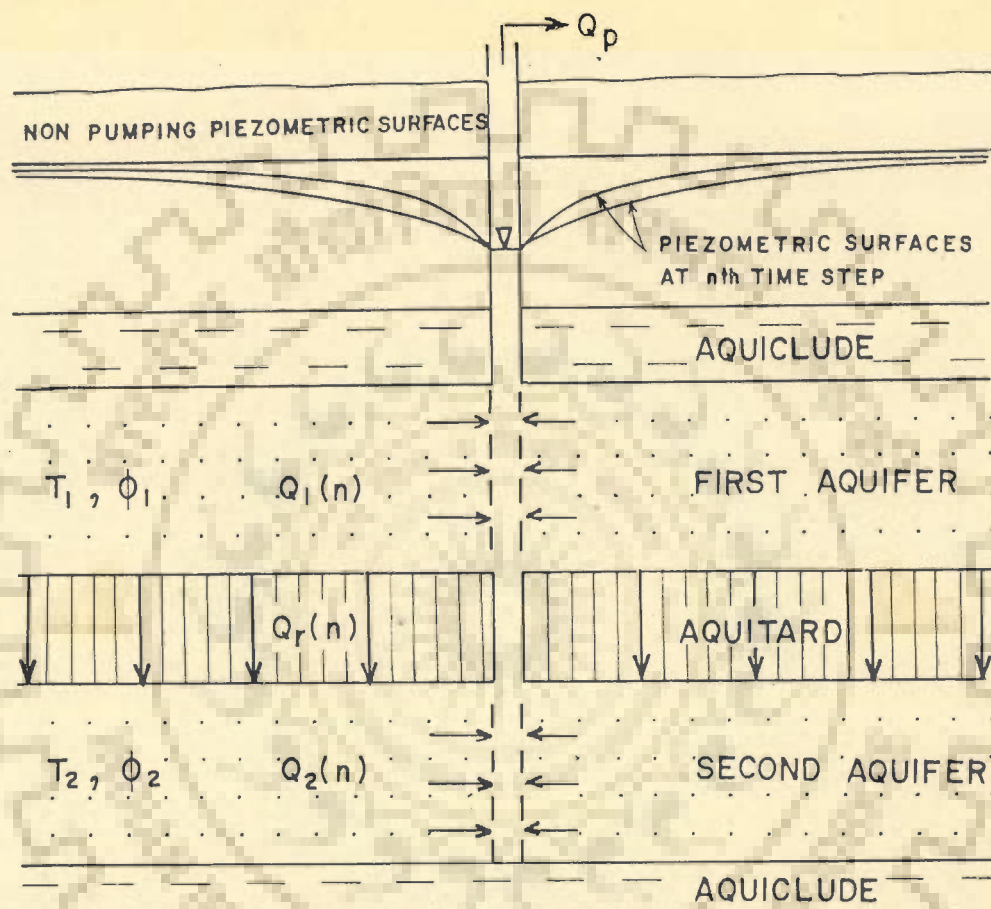 Qp
NON PUMPING PIEZOMETRIC SURFACES
PIEZOMETRIC SURFACES
AT nth TIME STEP
AQUICLUDE
T1, ϕ1 Q1(n) FIRST AQUIFER
Qr(n) AQUITARD
T2, ϕ2 Q2(n) SECOND AQUIFER
AQUICLUDE